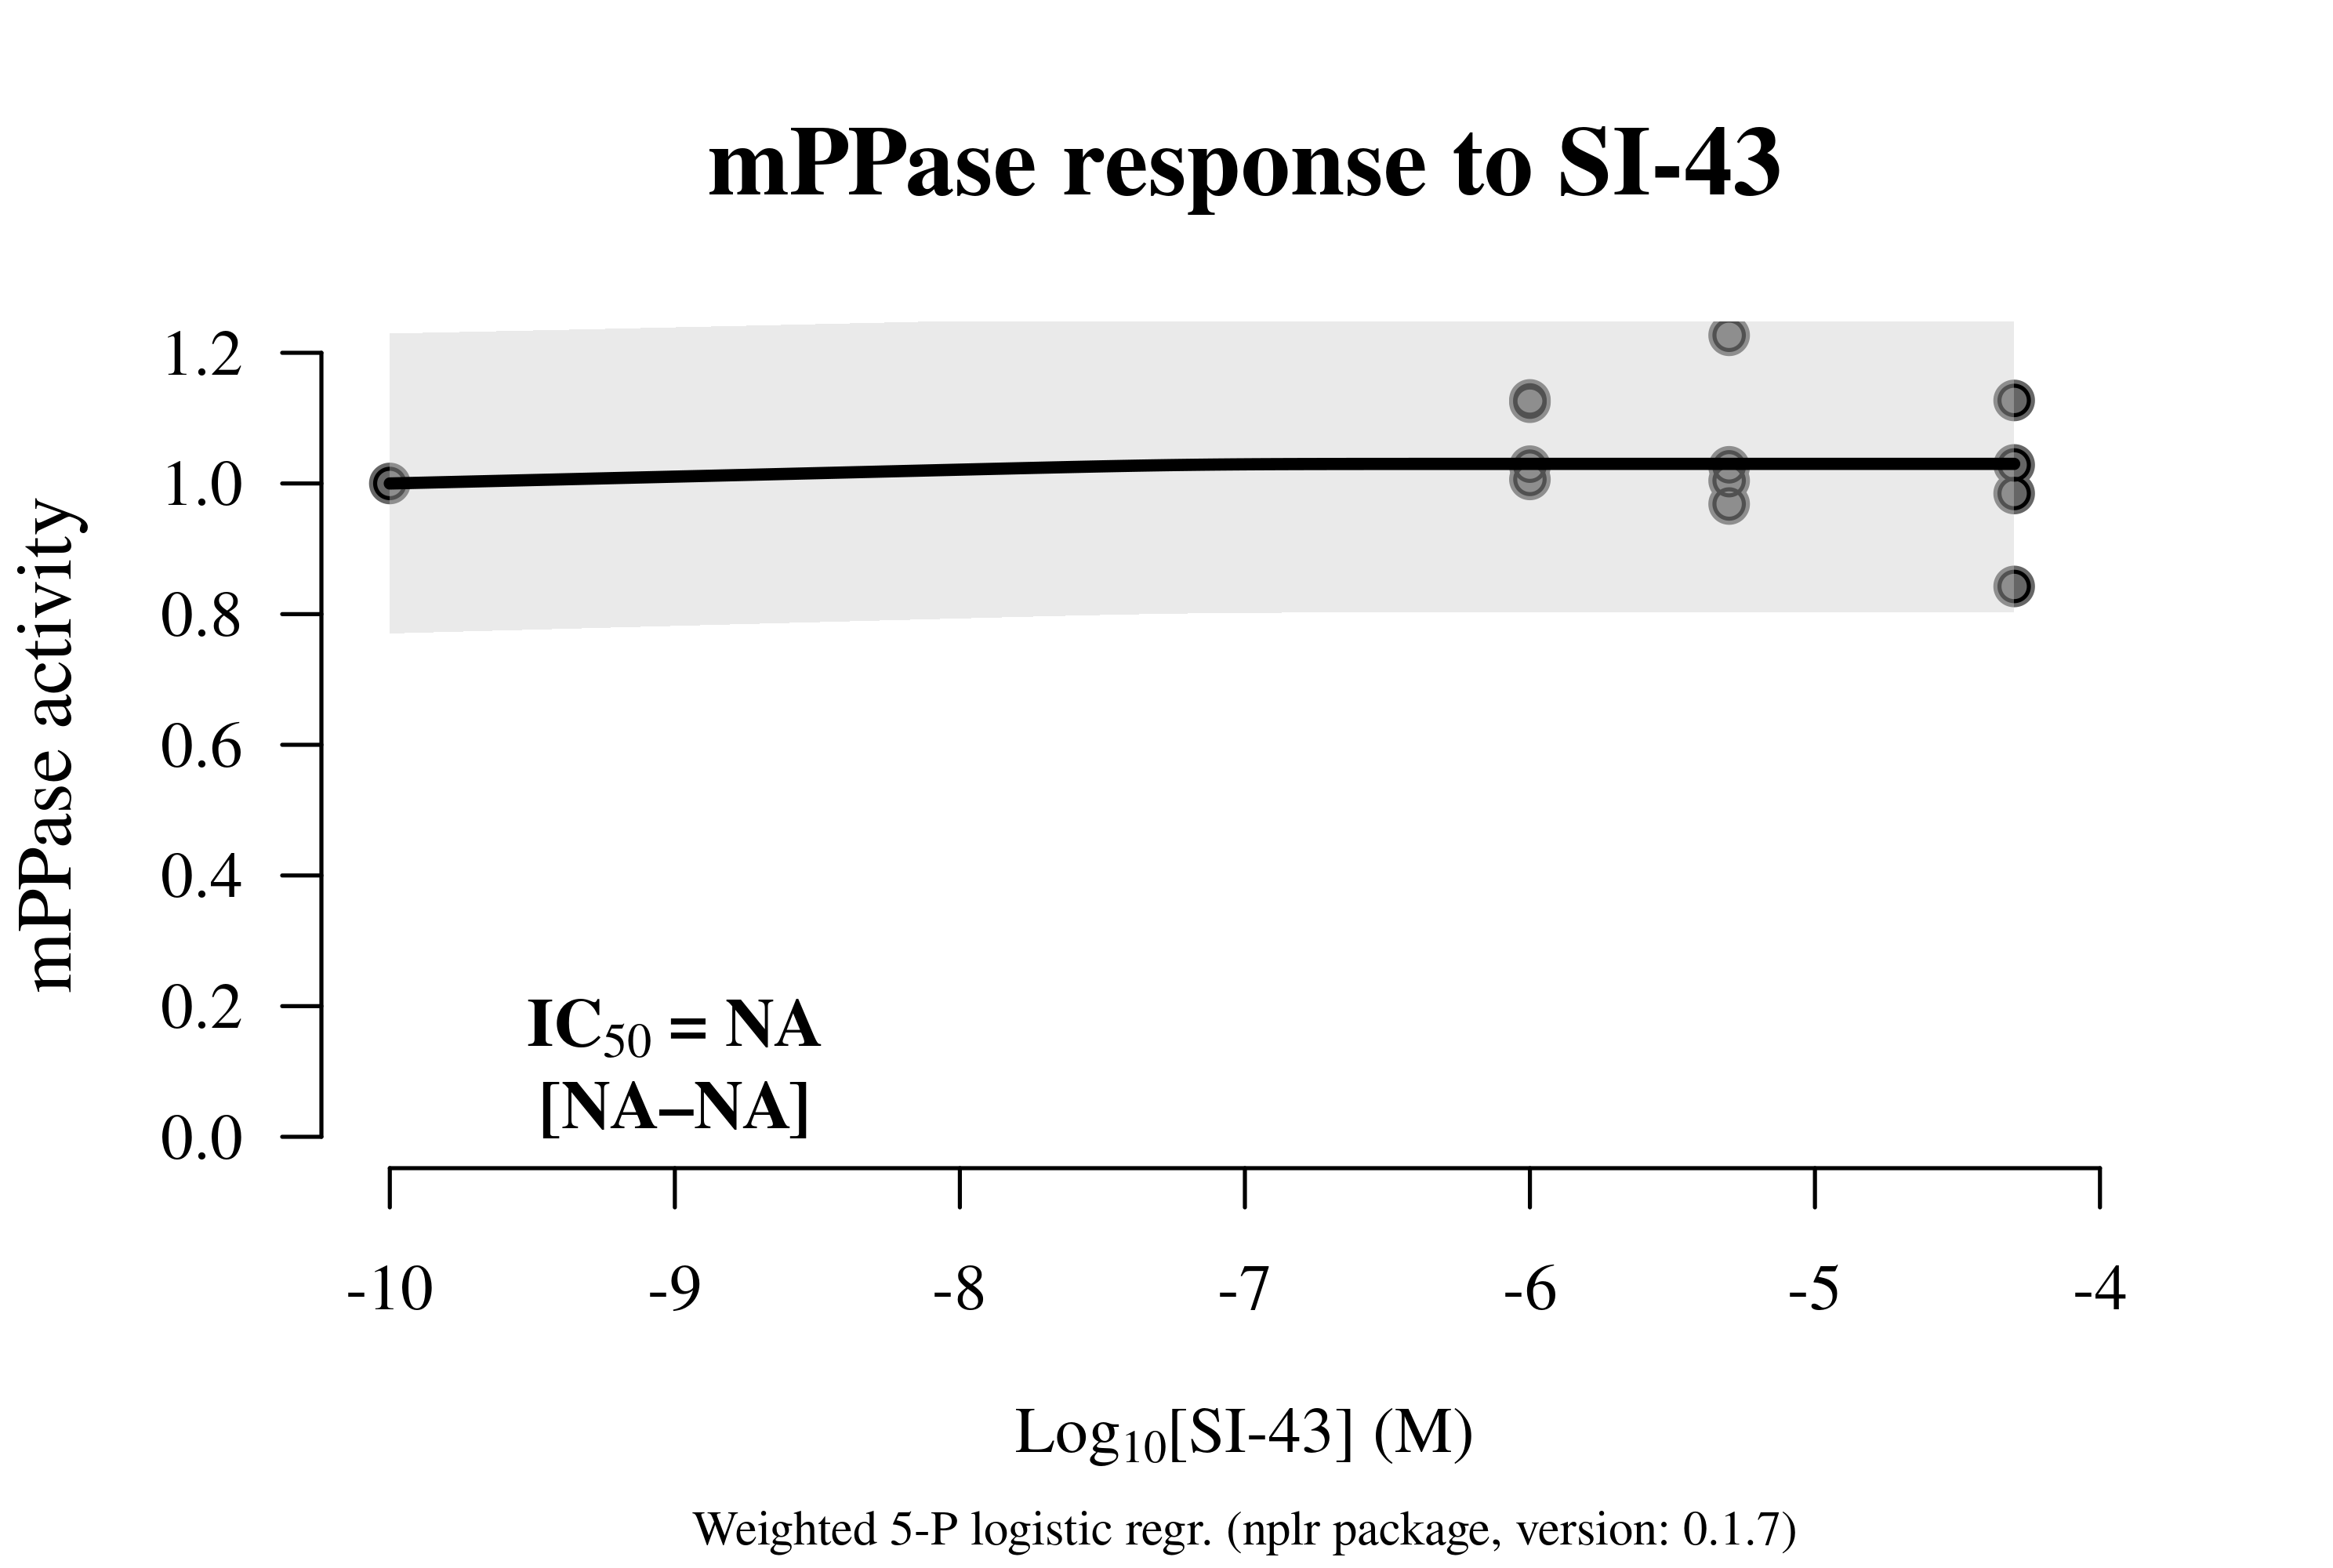 mPPase response to SI-43
mPPase activity
1.2
1.0
0.8
0.6
0.4
0.2
0.0
IC50 = NA
[NA–NA]
-10 -9 -8 -7 -6 -5 -4
Log10[SI-43] (M)
Weighted 5-P logistic regr. (nplr package, version: 0.1.7)